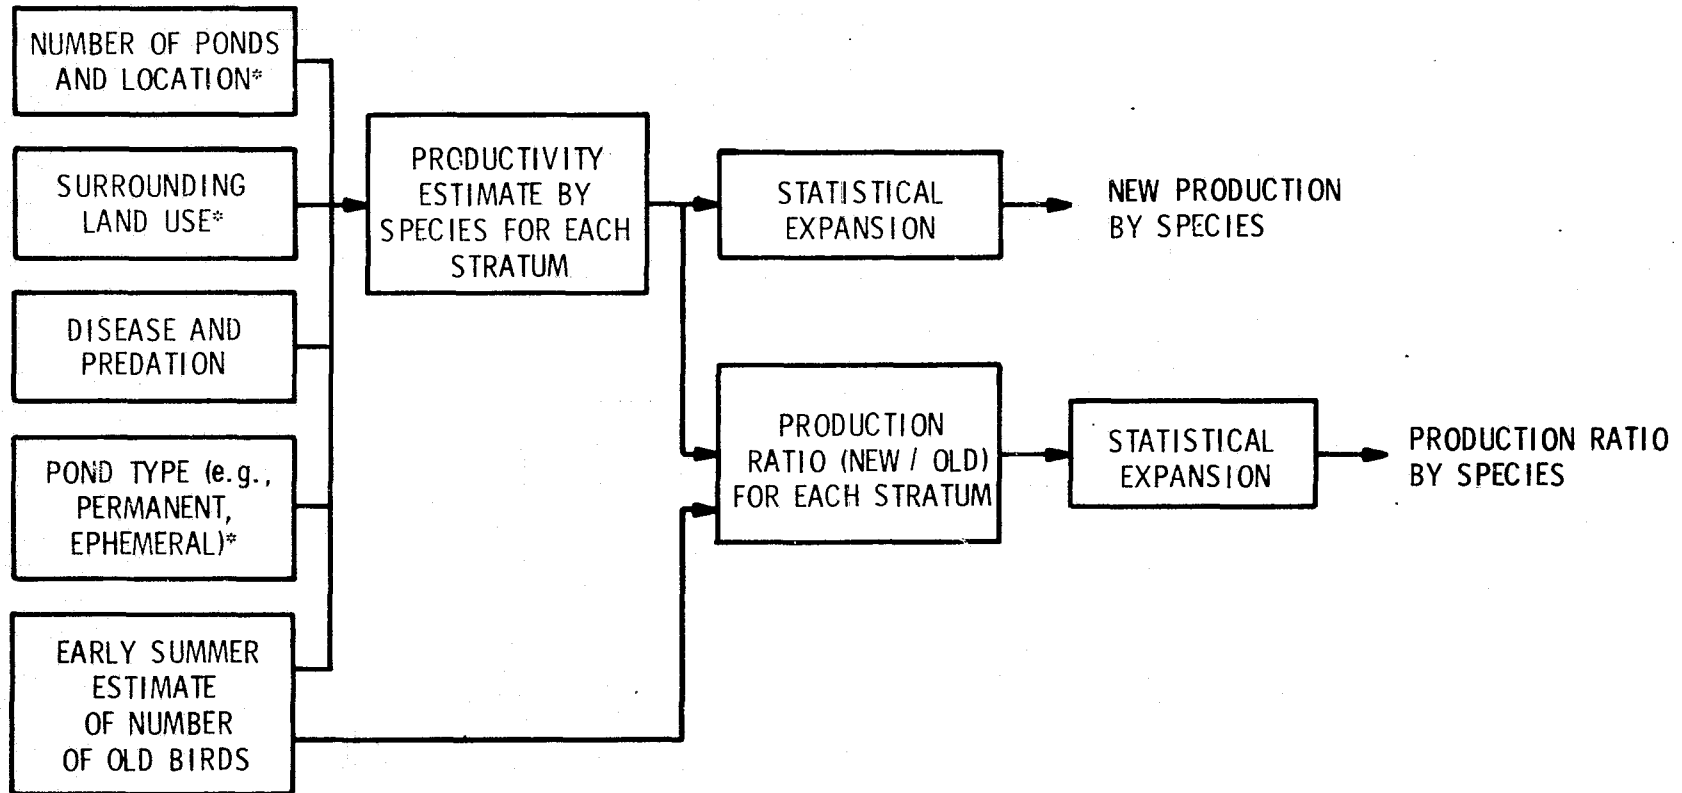 NUMBER OF PONDS
AND LOCATION*
SURROUNDING
LAND USE*
DISEASE AND
PREDATION
POND TYPE (e.g.,
PERMANENT,
EPHEMERAL)*
EARLY SUMMER
ESTIMATE
OF NUMBER
OF OLD BIRDS
PRODUCTIVITY
ESTIMATE BY
SPECIES FOR EACH
STRATUM
STATISTICAL
EXPANSION
NEW PRODUCTION
BY SPECIES
PRODUCTION
RATIO (NEW / OLD)
FOR EACH STRATUM
STATISTICAL
EXPANSION
PRODUCTION RATIO
BY SPECIES